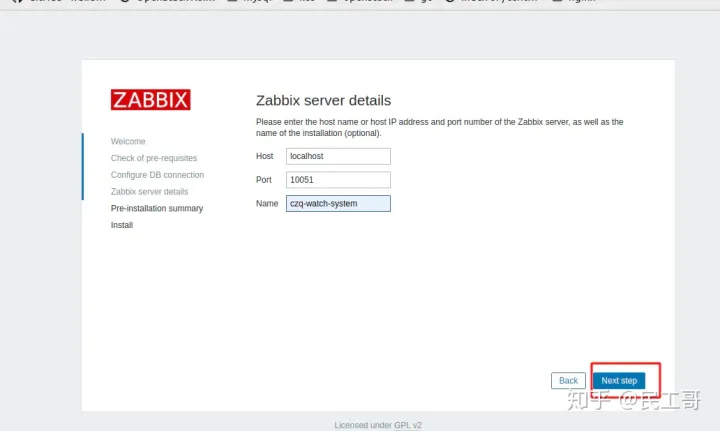 ZABBIX
Welcome
Check of pre-requisites
Configure DB connection
Zabbix server details
Pre-installation summary
Install
Zabbix server details
Please enter the host name or host IP address and port number of the Zabbix server, as well as the
name of the installation (optional).
Host localhost
Port 10051
Name czq-watch-system
Back Next step
知乎 @民工哥
Licensed under GPL v2